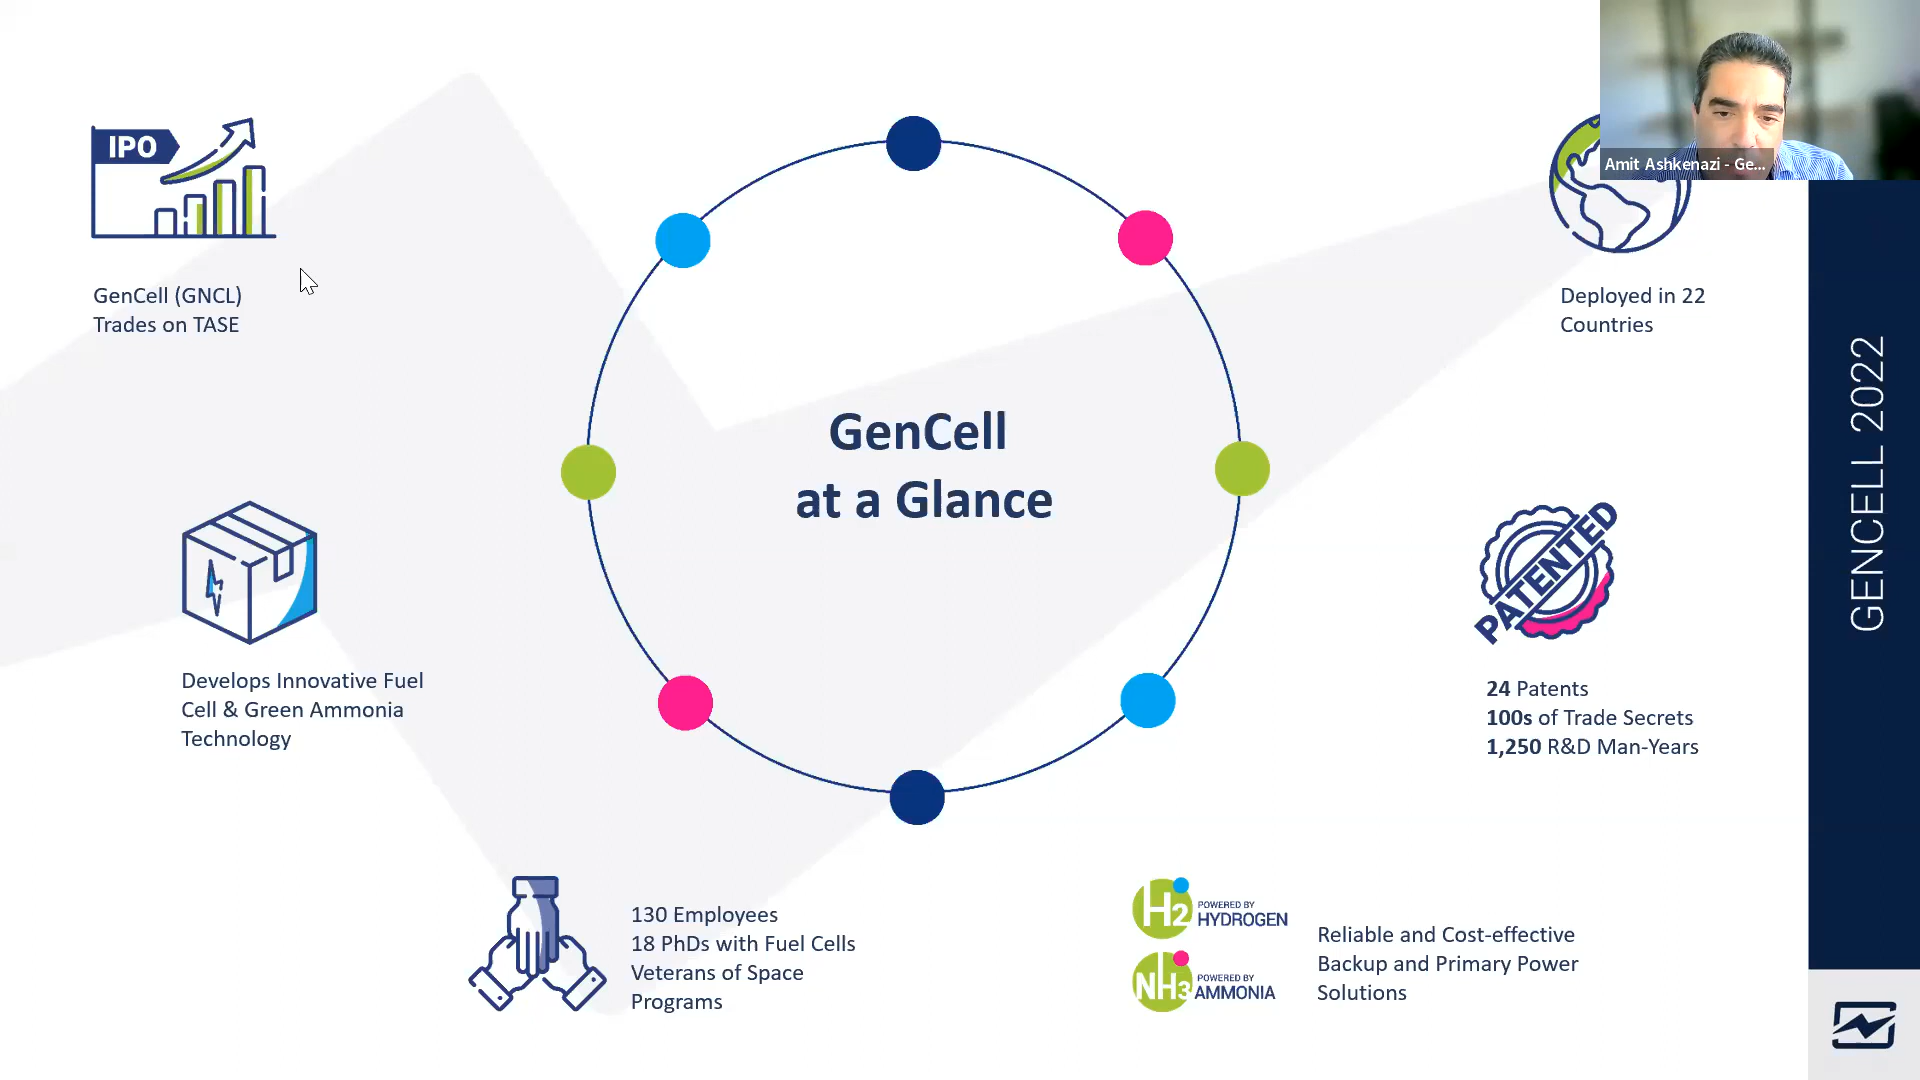 IPO
GenCell (GNCL)
Trades on TASE
Amit Ashkenazi - Ge...
Deployed in 22
Countries
GENCELL 2022
GenCell
at a Glance
Develops Innovative Fuel
Cell & Green Ammonia
Technology
PATENTED
24 Patents
100s of Trade Secrets
1,250 R&D Man-Years
130 Employees
18 PhDs with Fuel Cells
Veterans of Space
Programs
H2 POWERED BY
HYDROGEN
NH3 POWERED BY
AMMONIA
Reliable and Cost-effective
Backup and Primary Power
Solutions